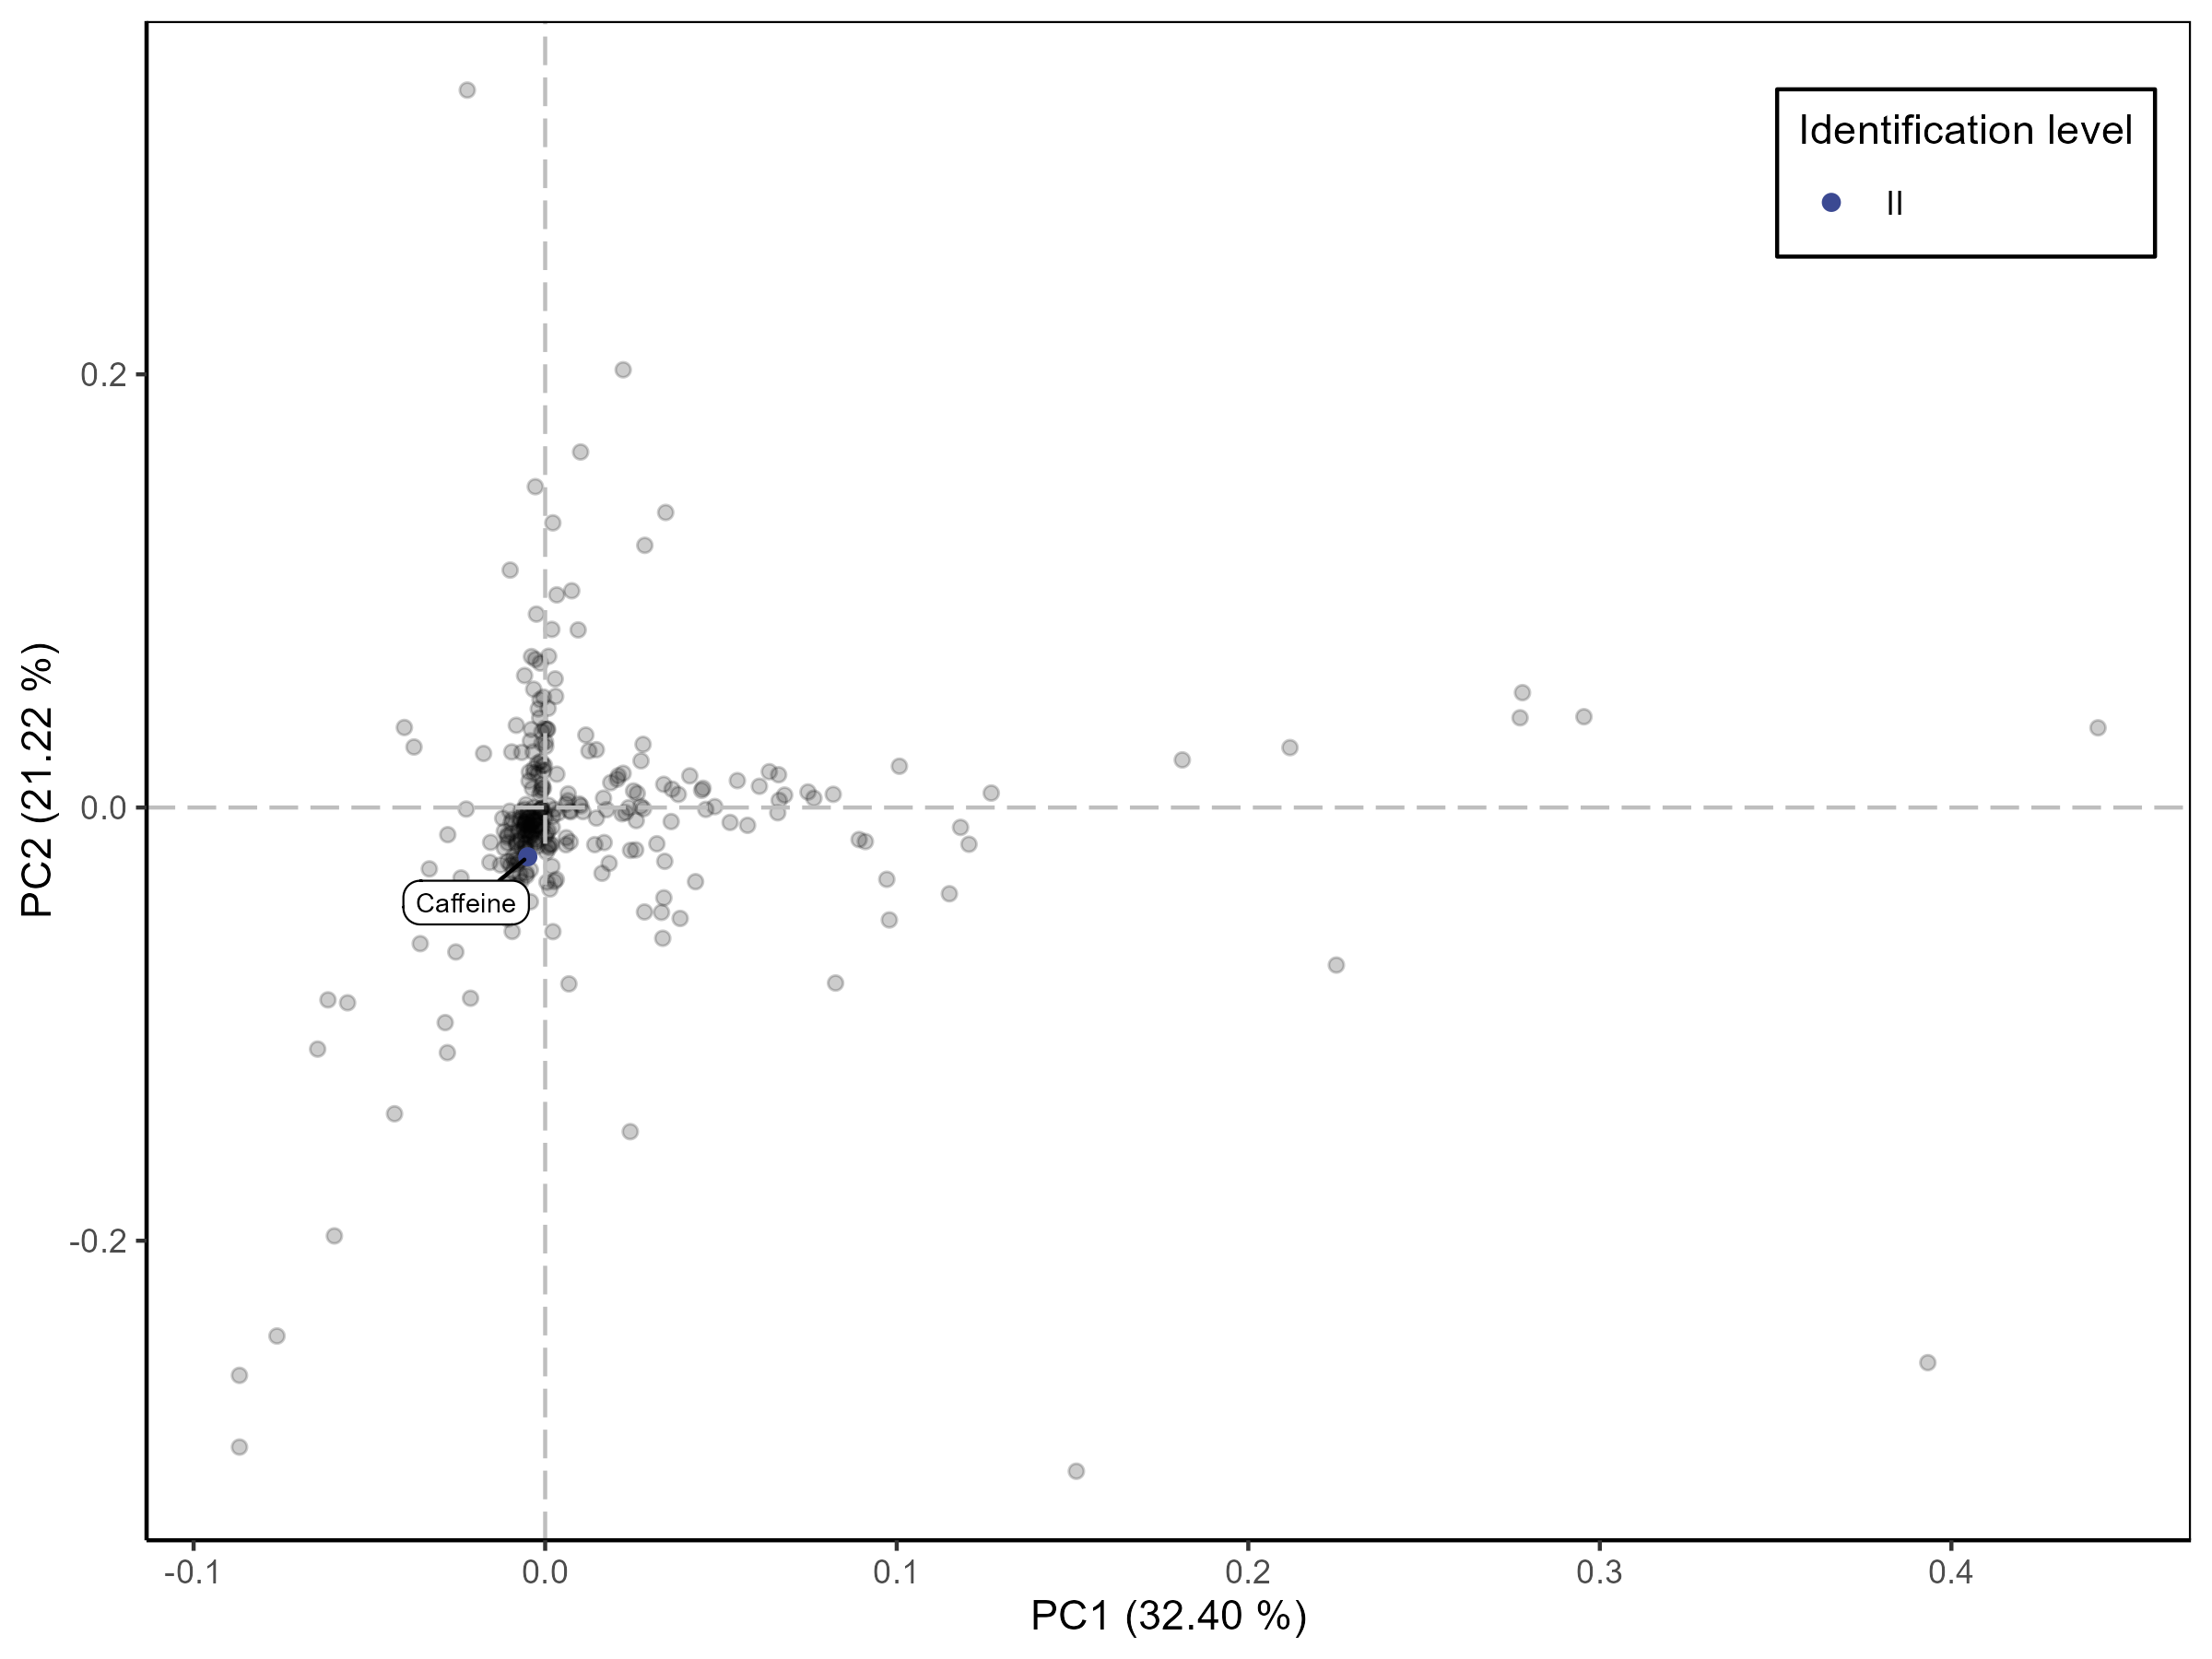 Identification level
II
0.2
0.0
-0.2
PC2 (21.22 %)
Caffeine
-0.1
0.0
0.1
0.2
0.3
0.4
PC1 (32.40 %)